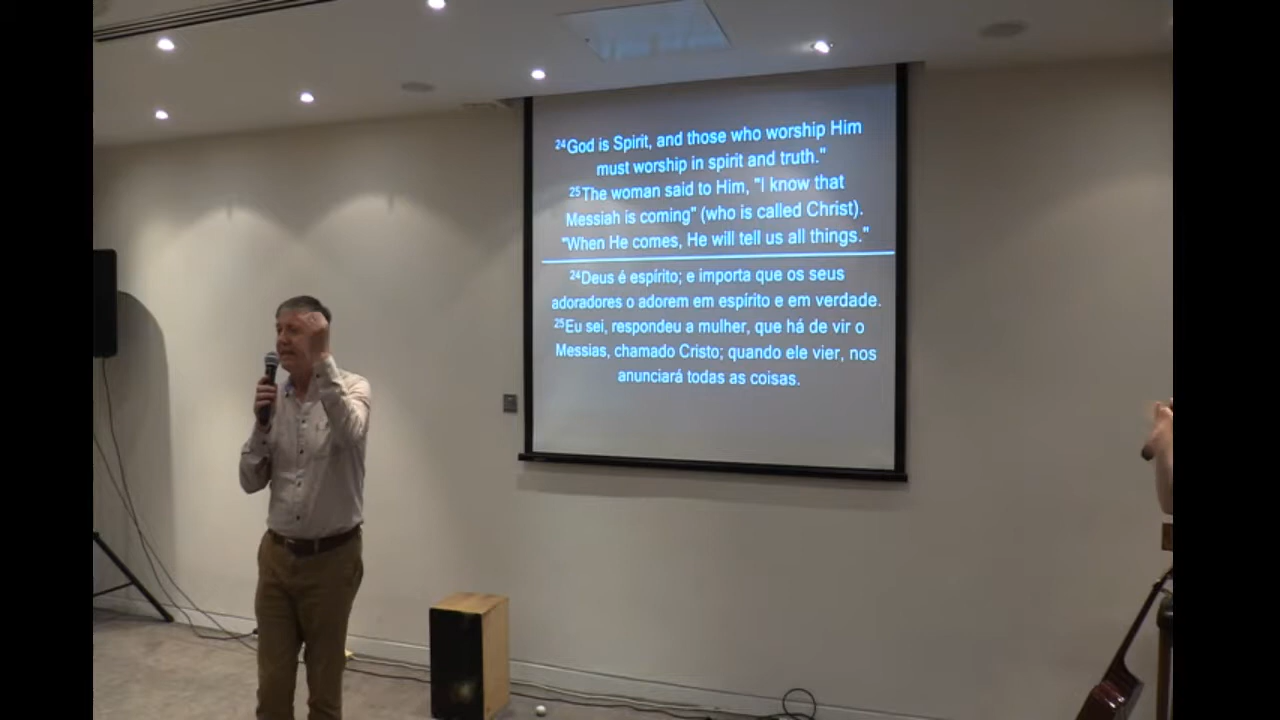 24God is Spirit, and those who worship Him
must worship in spirit and truth."
25The woman said to Him, "I know that
Messiah is coming" (who is called Christ).
"When He comes, He will tell us all things."
24Deus é espírito; e importa que os seus
adoradores o adorem em espírito e em verdade.
25Eu sei, respondeu a mulher, que há de vir o
Messias, chamado Cristo; quando ele vier, nos
anunciará todas as coisas.